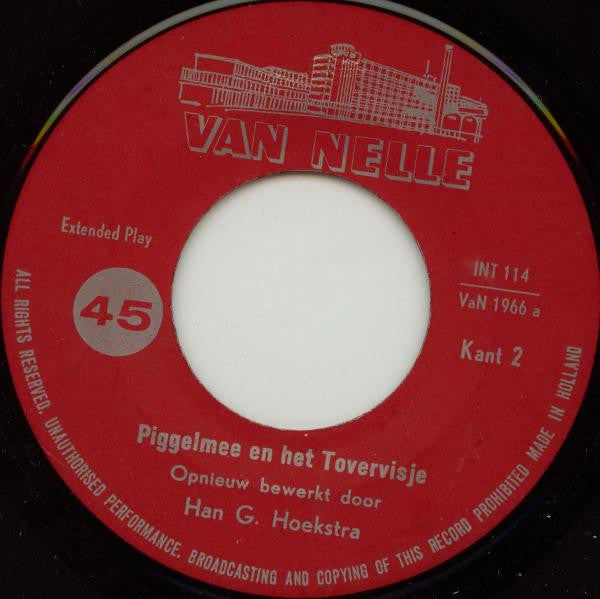 VAN NELLE
Extended Play
45
INT 114
VaN 1966 a
Kant 2
Piggelmee en het Tovervisje
Opnieuw bewerkt door
Han G. Hoekstra
ALL RIGHTS RESERVED. UNAUTHORISED PERFORMANCE, BROADCASTING AND COPYING OF THIS RECORD PROHIBITED MADE IN HOLLAND